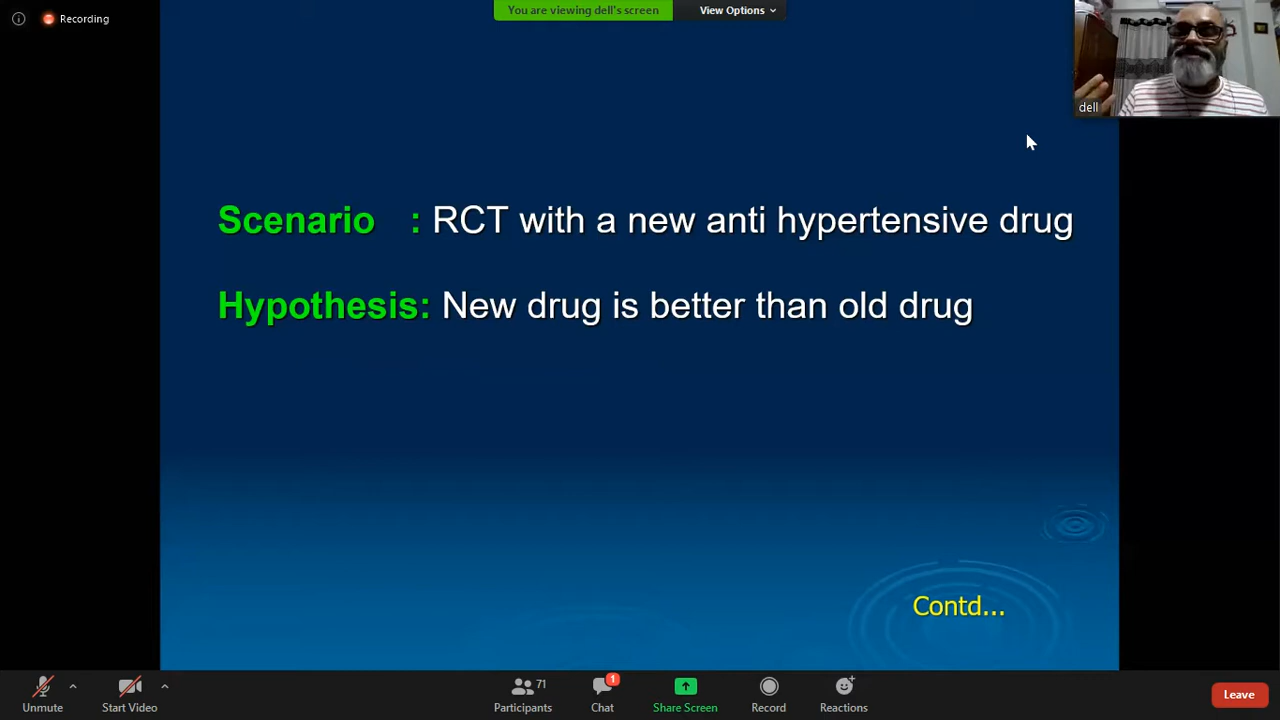 Recording
You are viewing dell's screen
View Options
dell
Scenario : RCT with a new anti hypertensive drug
Hypothesis: New drug is better than old drug
Contd...
Unmute
Start Video
71
Participants
1
Chat
Share Screen
Record
Reactions
Leave